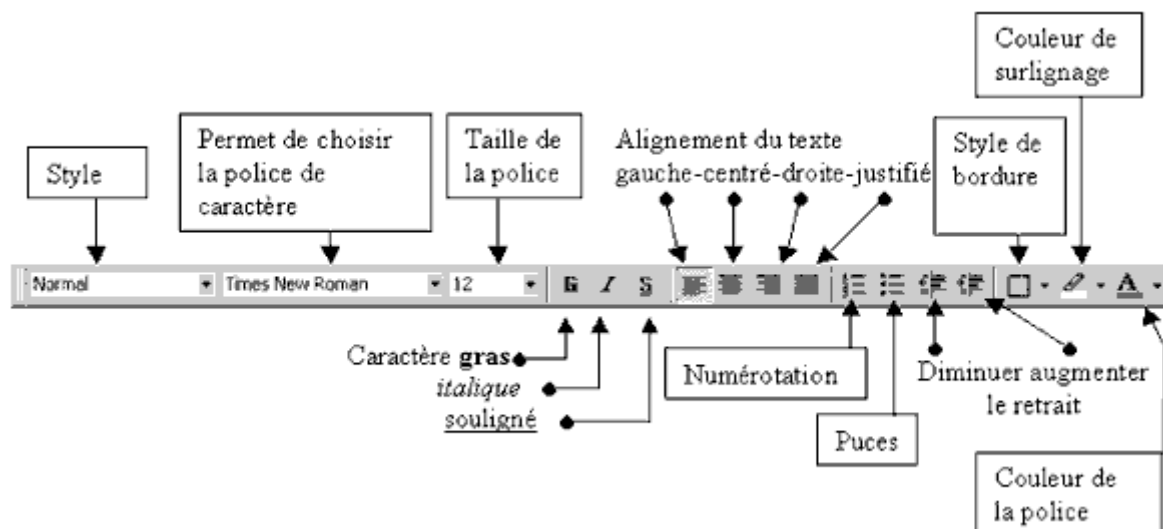 Couleur de
surlignage
Style
Permet de choisir
la police de
caractère
Taille de
la police
Alignement du texte
gauche-centré-droite-justifié
Style de
bordure
Normal
Times New Roman
12
G I S
A
Caractère gras
italique
souligné
Numérotation
Puces
Diminuer augmenter
le retrait
Couleur de
la police